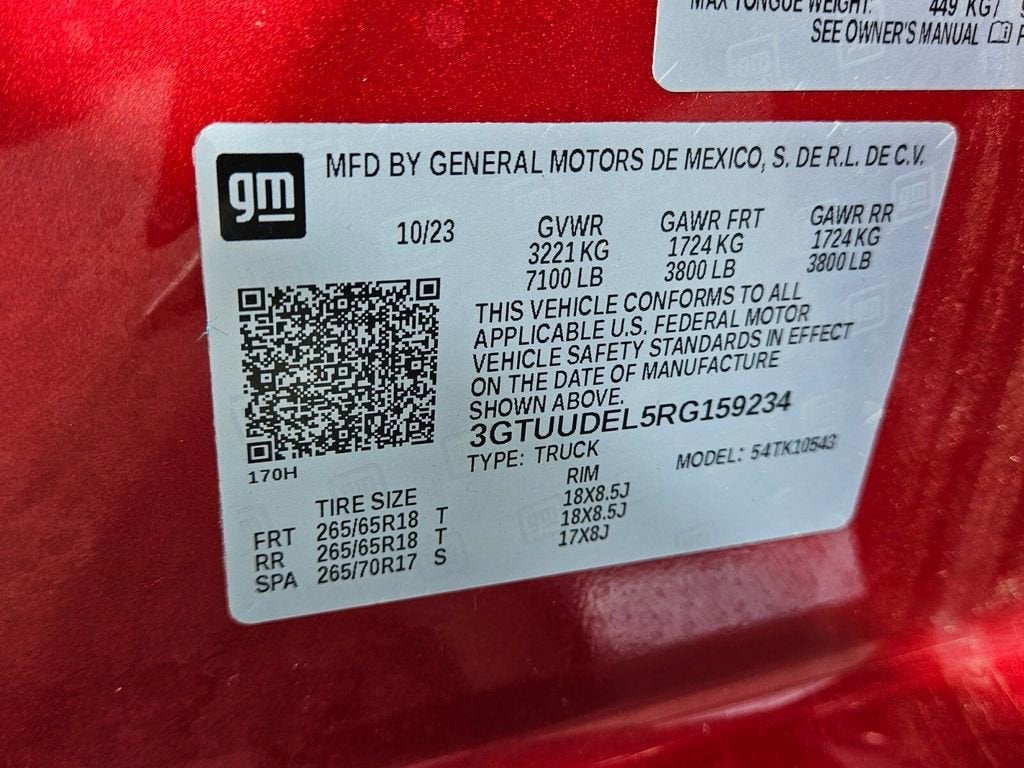 MAX TONGUE WEIGHT: 449 KG/
SEE OWNER'S MANUAL
gm
MFD BY GENERAL MOTORS DE MEXICO, S. DE R.L. DE C.V.
10/23 GVWR GAWR FRT GAWR RR
3221 KG 1724 KG 1724 KG
7100 LB 3800 LB 3800 LB
THIS VEHICLE CONFORMS TO ALL
APPLICABLE U.S. FEDERAL MOTOR
VEHICLE SAFETY STANDARDS IN EFFECT
ON THE DATE OF MANUFACTURE
SHOWN ABOVE.
3GTUUDEL5RG159234
TYPE: TRUCK MODEL: 54TK10543
170H
TIRE SIZE RIM
FRT 265/65R18 T 18X8.5J
RR 265/65R18 T 18X8.5J
SPA 265/70R17 S 17X8J